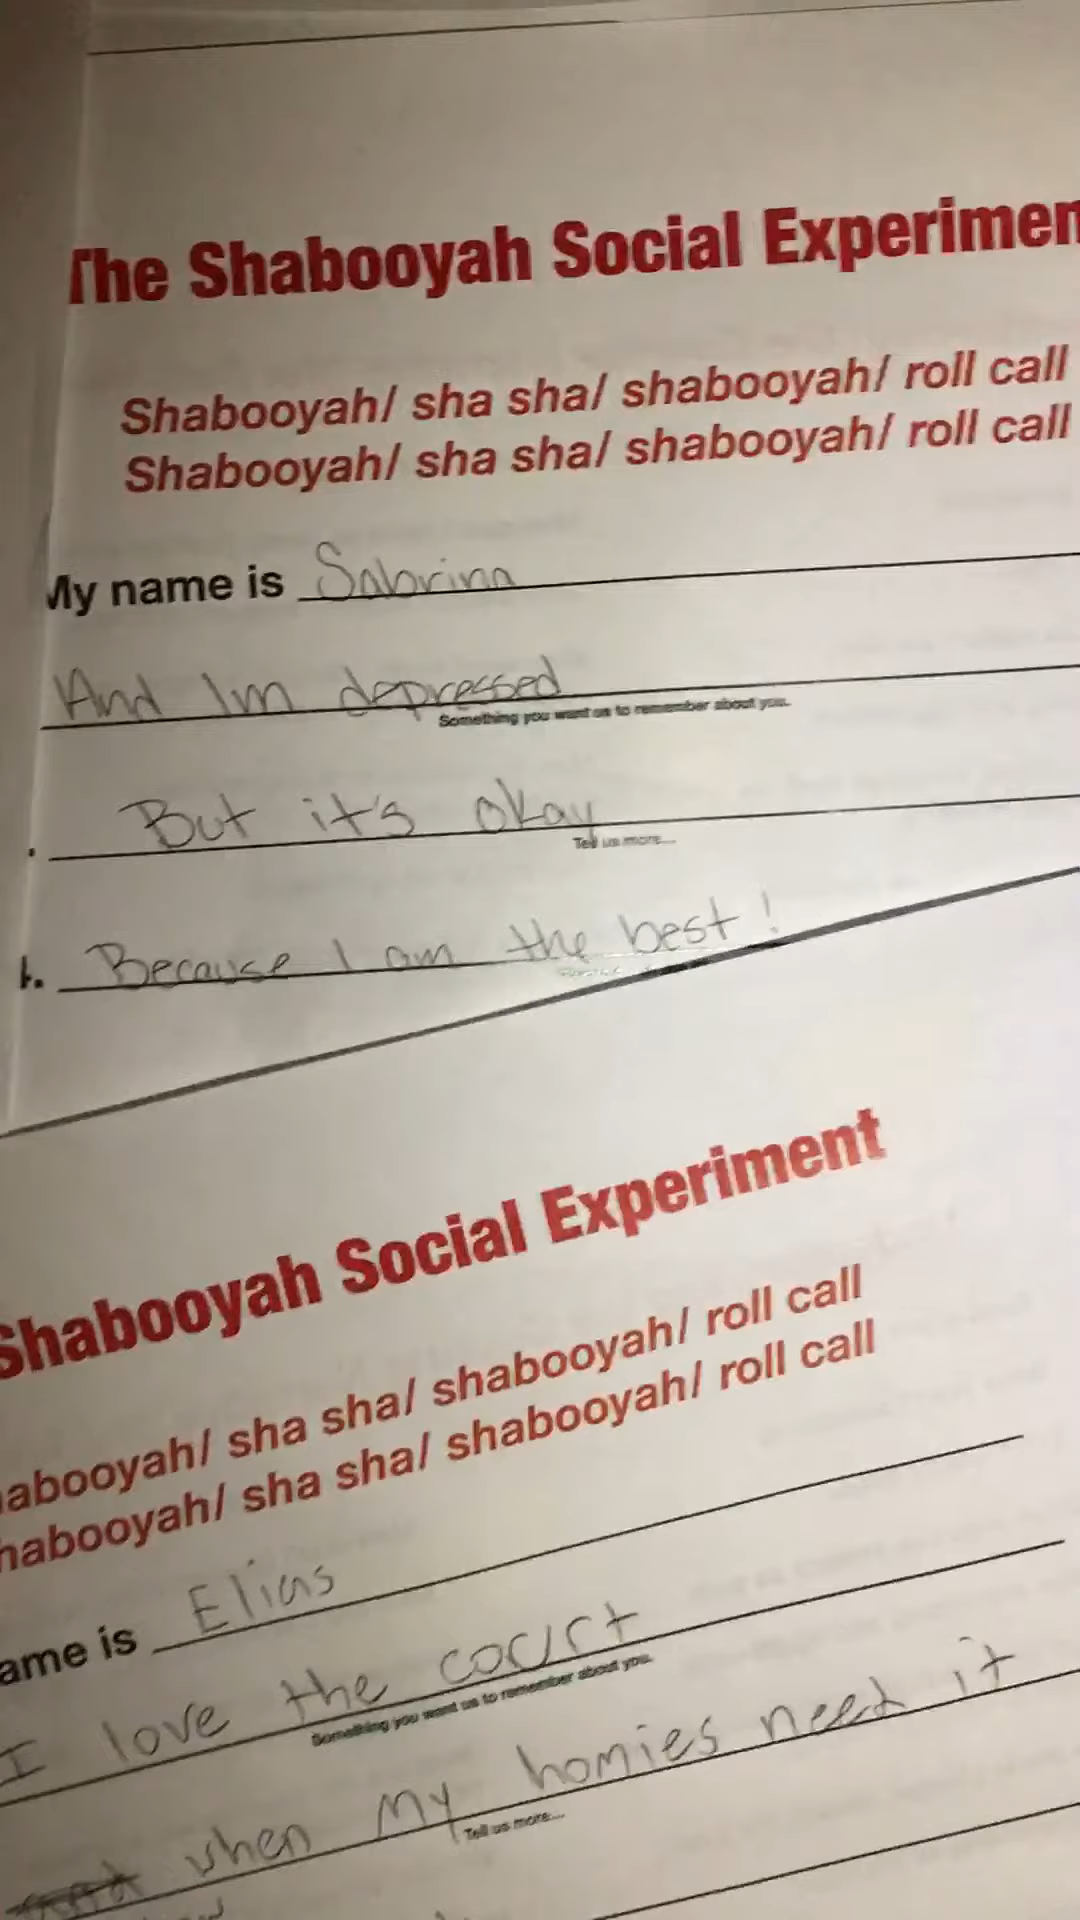 The Shabooyah Social Experimen
Shabooyah/ sha sha/ shabooyah/ roll call
Shabooyah/ sha sha/ shabooyah/ roll call
My name is Sabrina
And Im depressed
Something you want us to remember about you.
But it's okay
Tell us more...
Because I am the best!
Shabooyah Social Experiment
abooyah/ sha sha/ shabooyah/ roll call
habooyah/ sha sha/ shabooyah/ roll call
ame is Elias
I love the court
Something you want us to remember about you.
when my homies need it
Tell us more...